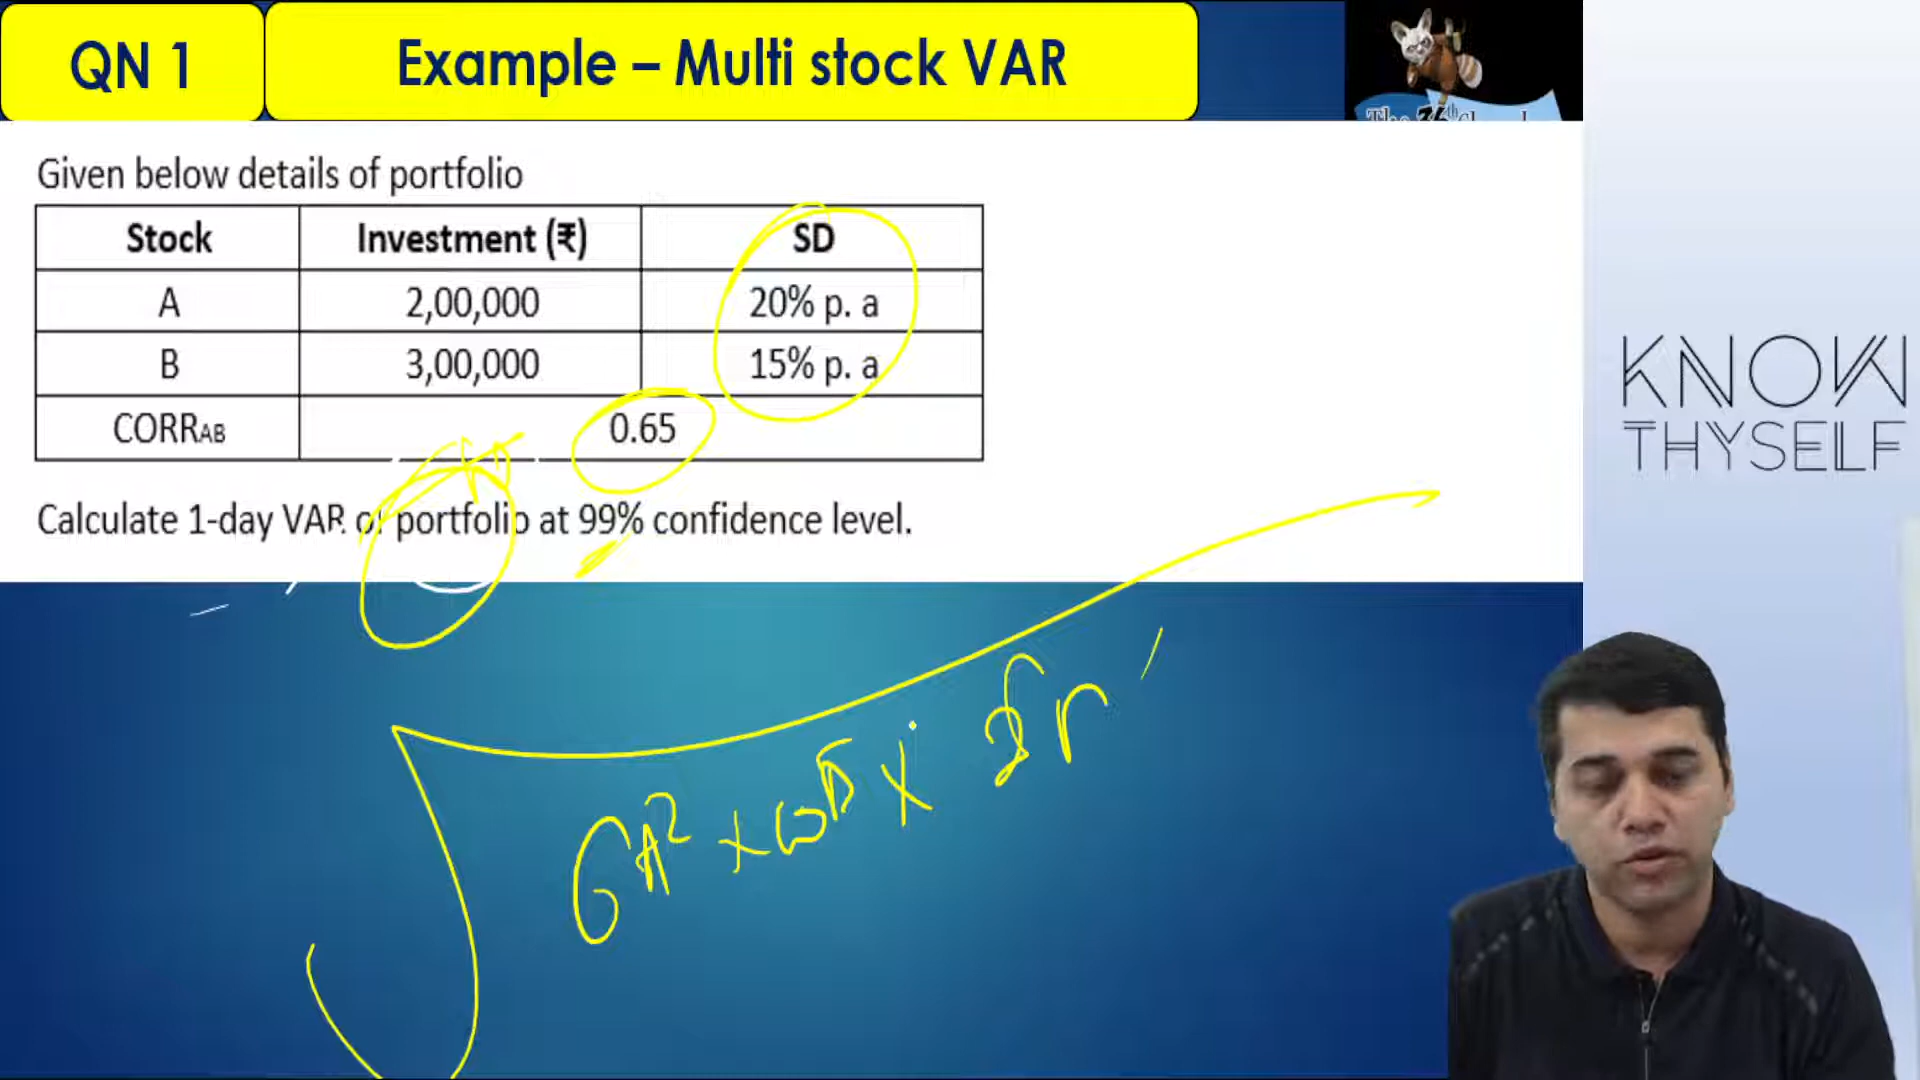 QN 1
Example – Multi stock VAR
Given below details of portfolio
Stock Investment (₹) SD
A 2,00,000 20% p. a
B 3,00,000 15% p. a
CORRAB 0.65
Calculate 1-day VAR of portfolio at 99% confidence level.
KNOW
THYSELF